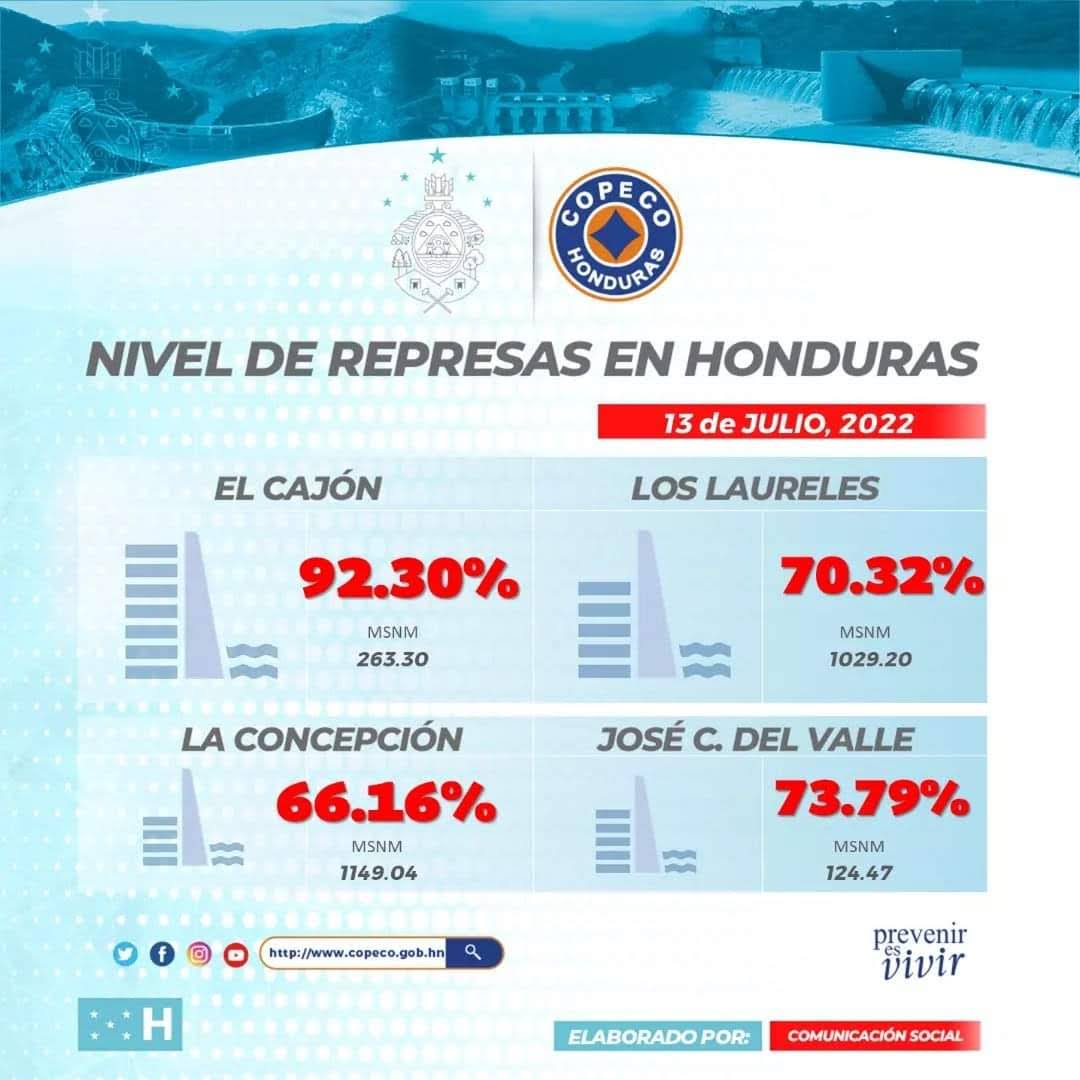 COPECO
HONDURAS
NIVEL DE REPRESAS EN HONDURAS
13 de JULIO, 2022
EL CAJÓN
92.30%
MSNM
263.30
LOS LAURELES
70.32%
MSNM
1029.20
LA CONCEPCIÓN
66.16%
MSNM
1149.04
JOSÉ C. DEL VALLE
73.79%
MSNM
124.47
http://www.copeco.gob.hn
prevenir
es
vivir
H
ELABORADO POR: COMUNICACIÓN SOCIAL